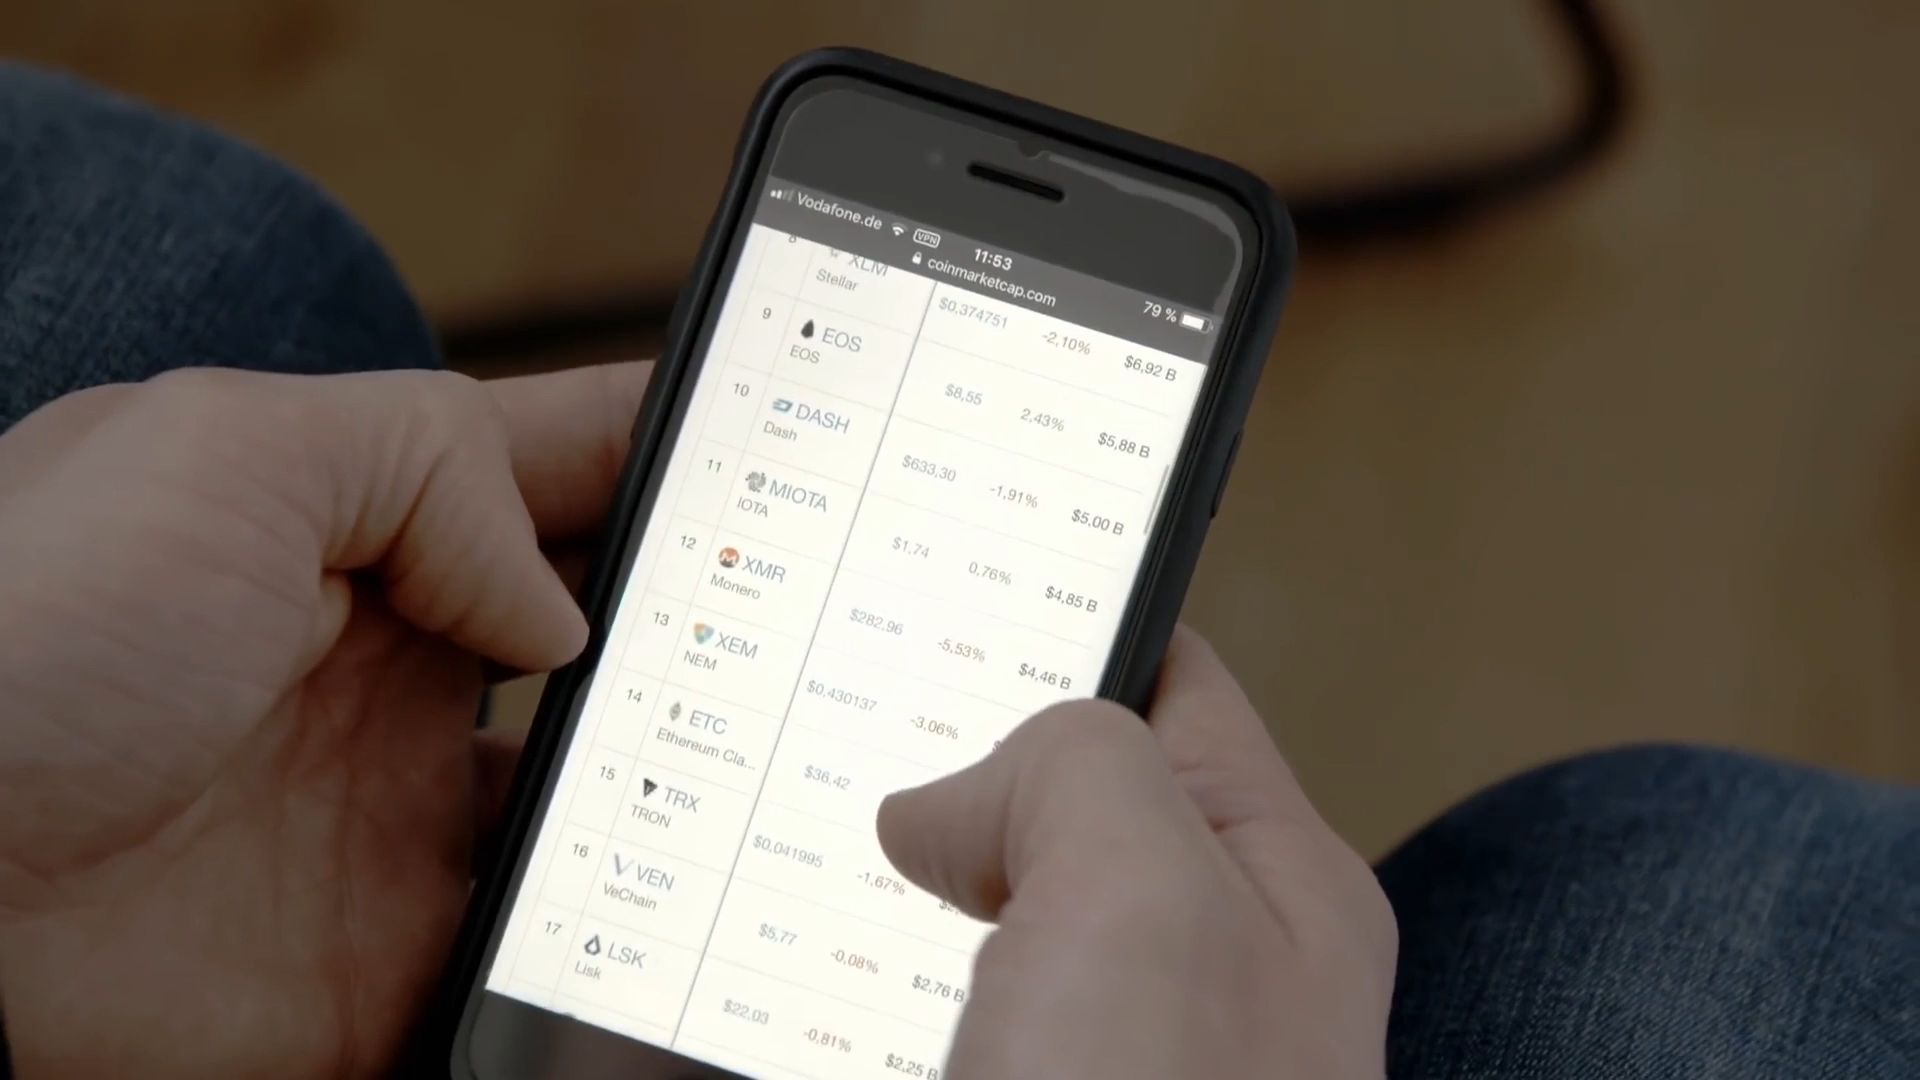 Vodafone.de VPN 11:53 79 %
coinmarketcap.com
8 XLM $0,374751 -2,10% $6,92 B
Stellar
9 EOS $8,55 2,43% $5,88 B
EOS
10 DASH $633,30 -1,91% $5,00 B
Dash
11 MIOTA $1,74 0,76% $4,85 B
IOTA
12 XMR $282,96 -5,53% $4,46 B
Monero
13 XEM $0,430137 -3,06%
NEM
14 ETC $36,42
Ethereum Cla...
15 TRX $0,041995 -1,67%
TRON
16 VEN $5,77 -0,08% $2,76 B
VeChain
17 LSK $22,03 -0,81% $2,25 B
Lisk